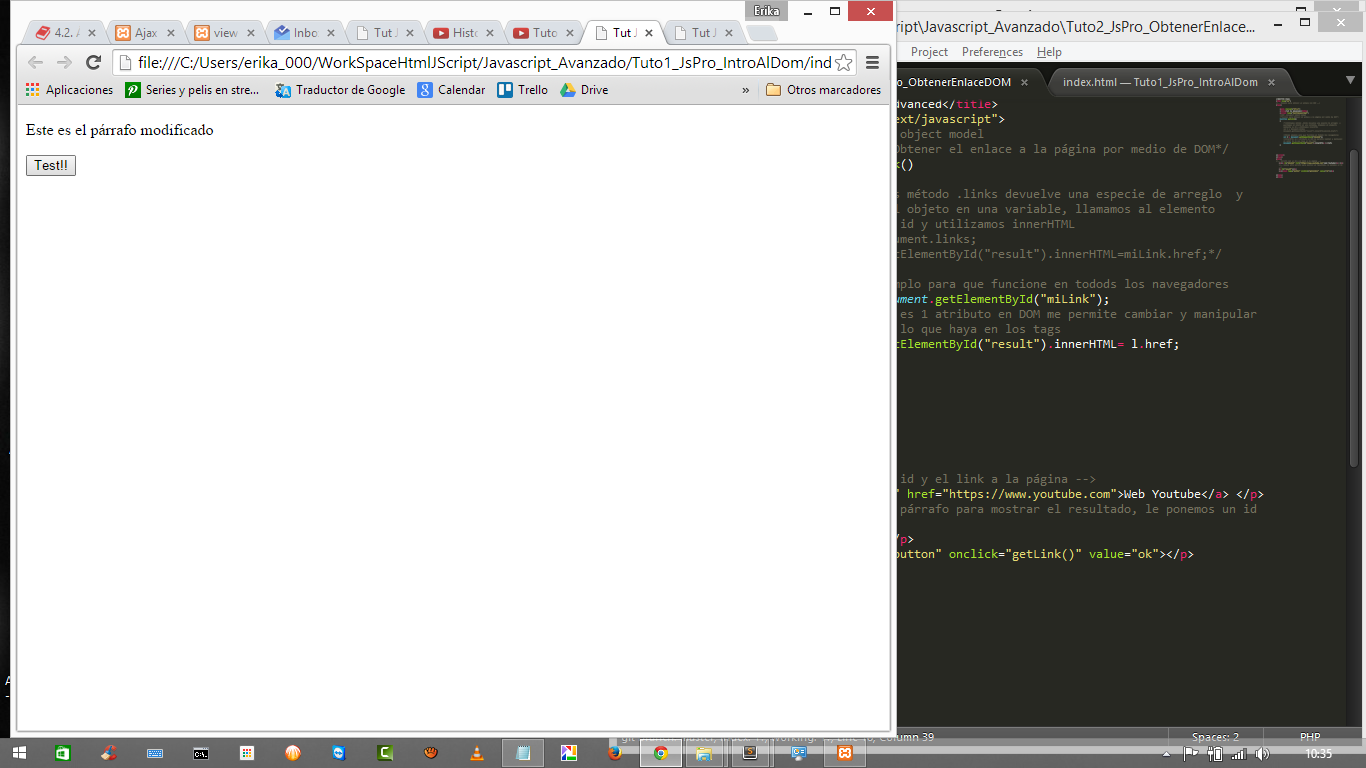 Erika
4.2. A
Ajax
view
Inbo
Tut J
Histo
Tuto
Tut J
Tut J
file:///C:/Users/erika_000/WorkSpaceHtmlJScript/Javascript_Avanzado/Tuto1_JsPro_IntroAlDom/ind
Aplicaciones
Series y pelis en stre...
Traductor de Google
Calendar
Trello
Drive
»
Otros marcadores
Este es el párrafo modificado
Test!!
cript\Javascript_Avanzado\Tuto2_JsPro_ObtenerEnlace...
Project Preferences Help
o_ObtenerEnlaceDOM
index.html — Tuto1_JsPro_IntroAlDom
dvanced</title>
ext/javascript">
object model
Obtener el enlace a la página por medio de DOM*/
k()
s método .links devuelve una especie de arreglo y
l objeto en una variable, llamamos al elemento
id y utilizamos innerHTML
ument.links;
tElementById("result").innerHTML=miLink.href;*/
mplo para que funcione en todods los navegadores
ument.getElementById("miLink");
es 1 atributo en DOM me permite cambiar y manipular
lo que haya en los tags
tElementById("result").innerHTML= l.href;
id y el link a la página -->
" href="https://www.youtube.com">Web Youtube</a> </p>
párrafo para mostrar el resultado, le ponemos un id
/p>
button" onclick="getLink()" value="ok"></p>
Column 39
Spaces: 2
PHP
10:35